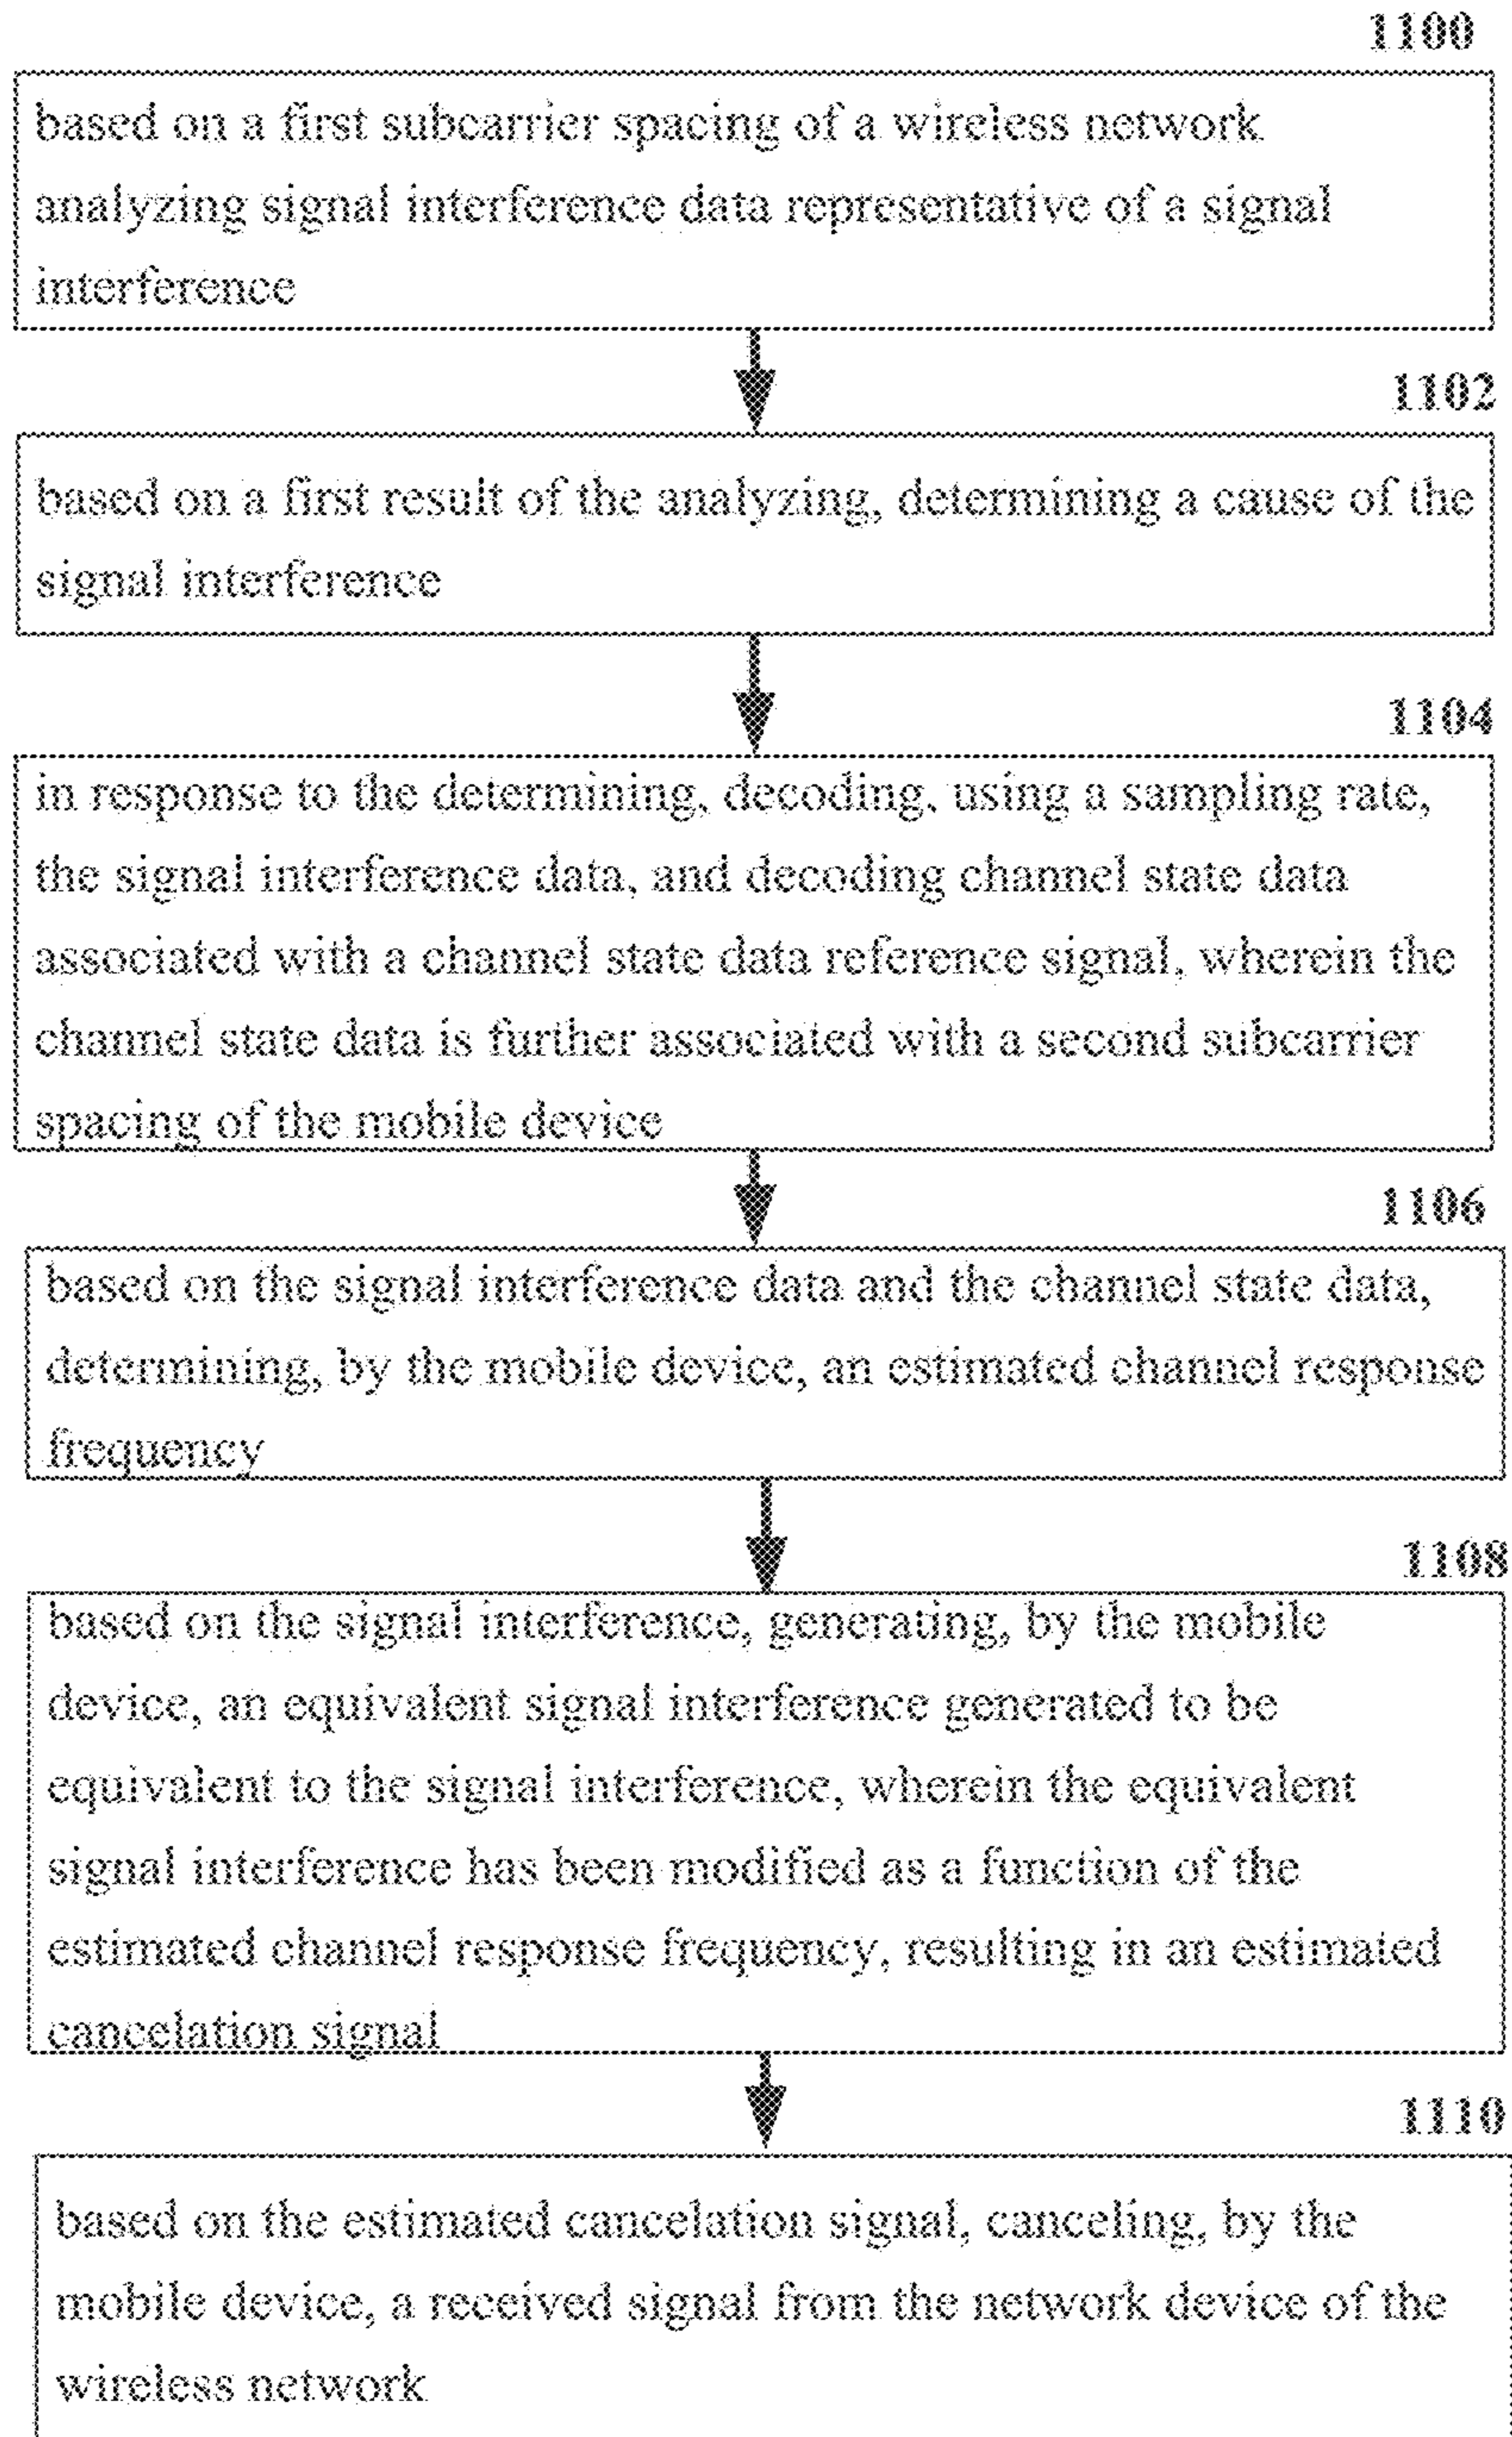 1100
based on a first subcarrier spacing of a wireless network
analyzing signal interference data representative of a signal
interference
1102
based on a first result of the analyzing, determining a cause of the
signal interference
1104
in response to the determining, decoding, using a sampling rate,
the signal interference data, and decoding channel state data
associated with a channel state data reference signal, wherein the
channel state data is further associated with a second subcarrier
spacing of the mobile device
1106
based on the signal interference data and the channel state data,
determining, by the mobile device, an estimated channel response
frequency
1108
based on the signal interference, generating, by the mobile
device, an equivalent signal interference generated to be
equivalent to the signal interference, wherein the equivalent
signal interference has been modified as a function of the
estimated channel response frequency, resulting in an estimated
cancelation signal
1110
based on the estimated cancelation signal, canceling, by the
mobile device, a received signal from the network device of the
wireless network